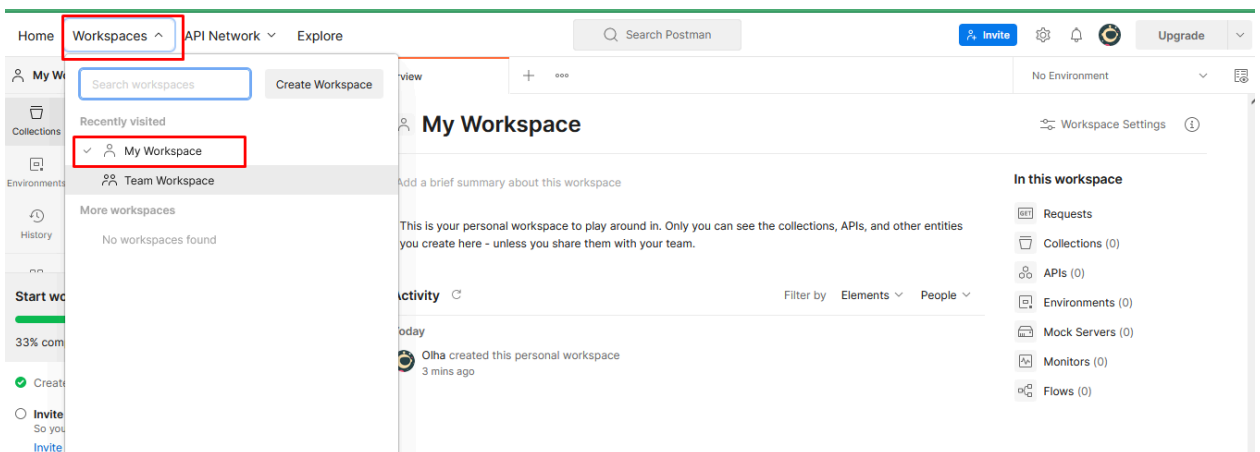 Home Workspaces API Network Explore Search Postman Invite Upgrade
My Wo
Search workspaces Create Workspace
rview
No Environment
Collections
Recently visited
My Workspace
Team Workspace
More workspaces
No workspaces found
Environments
History
Start wo
33% com
Create
Invite
So you
Invite
My Workspace
Workspace Settings
Add a brief summary about this workspace
This is your personal workspace to play around in. Only you can see the collections, APIs, and other entities
you create here - unless you share them with your team.
Activity Filter by Elements People
Today
Olha created this personal workspace
3 mins ago
In this workspace
GET Requests
Collections (0)
APIs (0)
Environments (0)
Mock Servers (0)
Monitors (0)
Flows (0)